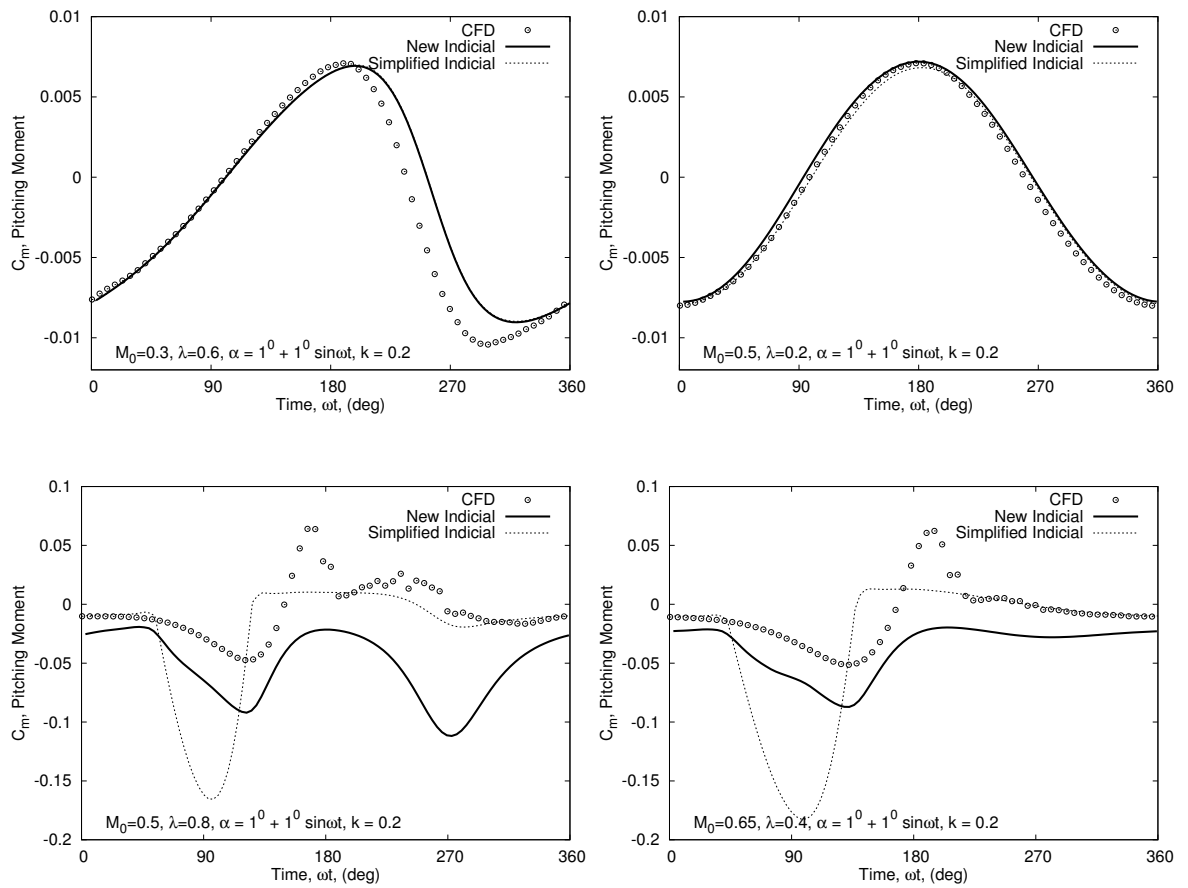 0.01
0.005
0
-0.005
-0.01
C_m, Pitching Moment
CFD
New Indicial
Simplified Indicial
M_0=0.3, λ=0.6, α = 1^0 + 1^0 sinωt, k = 0.2
0 90 180 270 360
Time, ωt, (deg)
0.01
0.005
0
-0.005
-0.01
C_m, Pitching Moment
CFD
New Indicial
Simplified Indicial
M_0=0.5, λ=0.2, α = 1^0 + 1^0 sinωt, k = 0.2
0 90 180 270 360
Time, ωt, (deg)
0.1
0.05
0
-0.05
-0.1
-0.15
-0.2
C_m, Pitching Moment
CFD
New Indicial
Simplified Indicial
M_0=0.5, λ=0.8, α = 1^0 + 1^0 sinωt, k = 0.2
0 90 180 270 360
Time, ωt, (deg)
0.1
0.05
0
-0.05
-0.1
-0.15
-0.2
C_m, Pitching Moment
CFD
New Indicial
Simplified Indicial
M_0=0.65, λ=0.4, α = 1^0 + 1^0 sinωt, k = 0.2
0 90 180 270 360
Time, ωt, (deg)